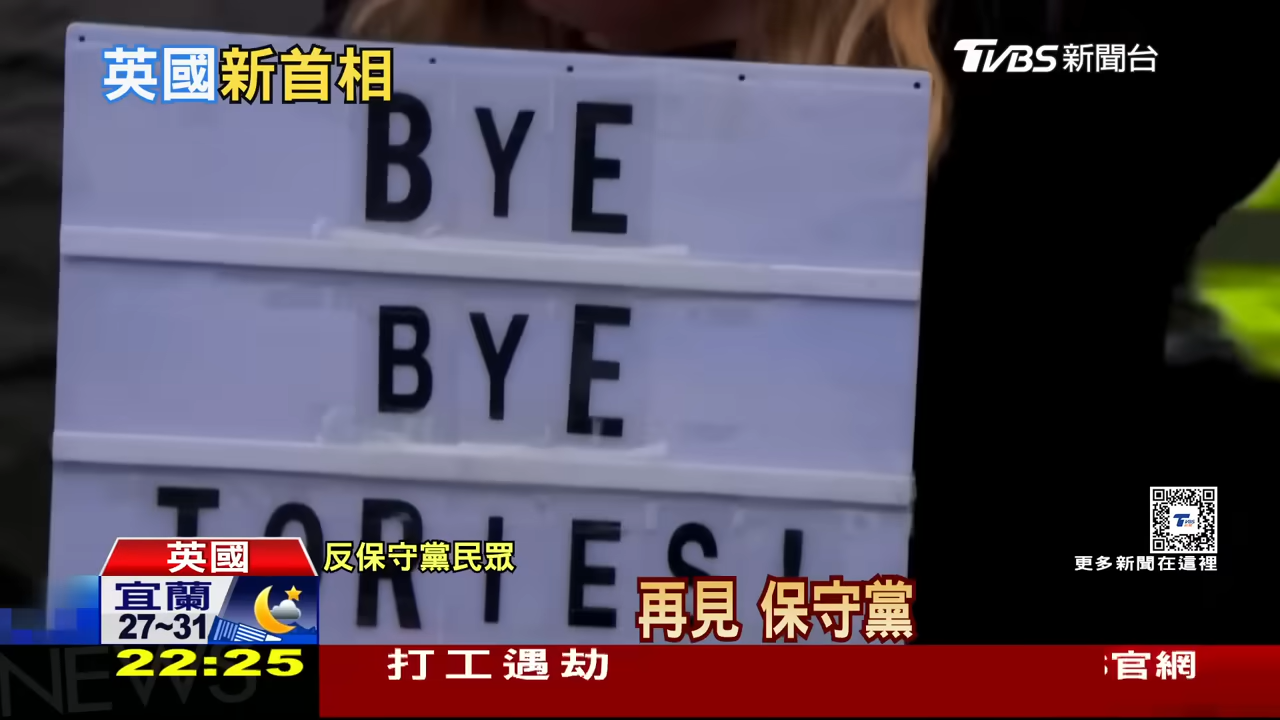 英國新首相
TVBS新聞台
BYE
BYE
TORIES!
更多新聞在這裡
英國
反保守黨民眾
宜蘭
27~31
再見 保守黨
22:25
打工遇劫
官網
NEWS